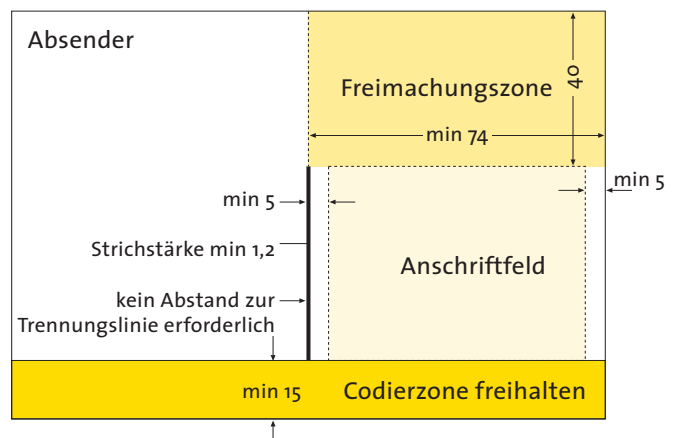 Absender
Freimachungszone
40
min 74
min 5
min 5
Strichstärke min 1,2
Anschriftfeld
kein Abstand zur
Trennungslinie erforderlich
min 15
Codierzone freihalten